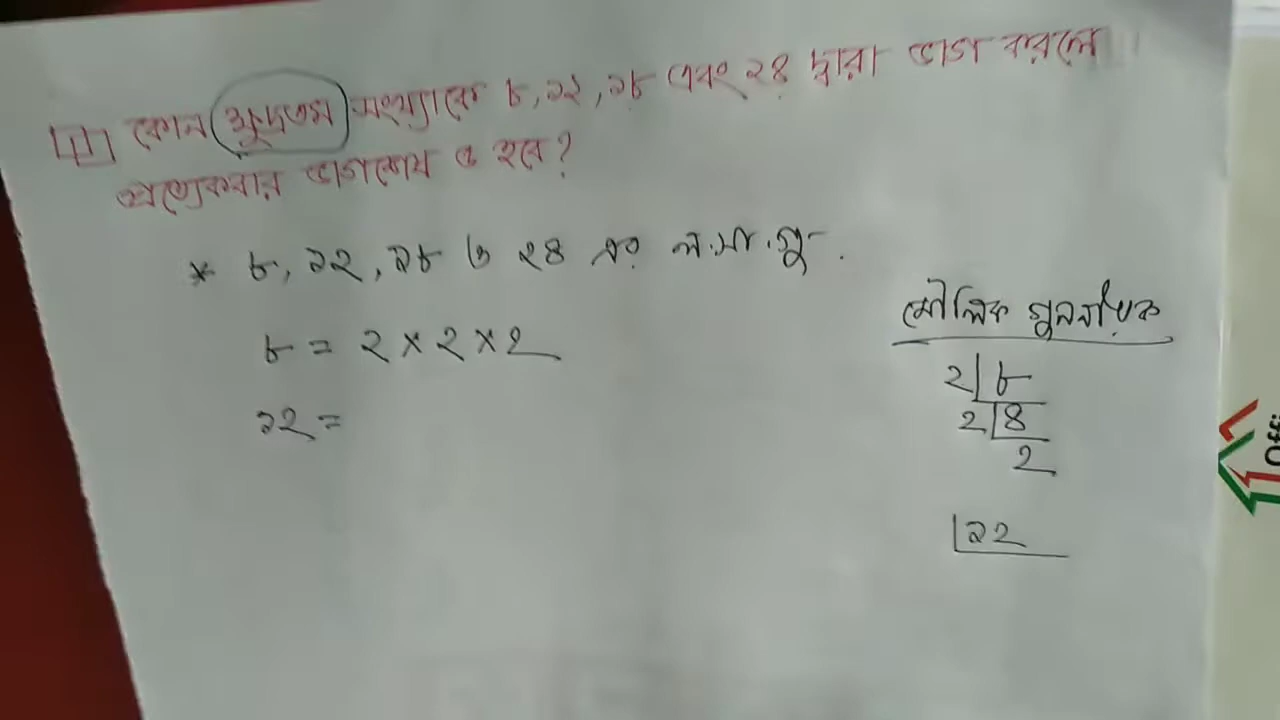 কোন ক্ষুদ্রতম সংখ্যাকে ৮, ১২, ১৮ এবং ২৪ দ্বারা ভাগ করলে
প্রত্যেকবার ভাগশেষ ৫ হবে?
* ৮, ১২, ১৮ ও ২৪ এর ল.সা.গু.
৮ = ২ × ২ × ২
১২ =
মৌলিক গুননীয়ক
২ ৮
২ ৪
২
১২